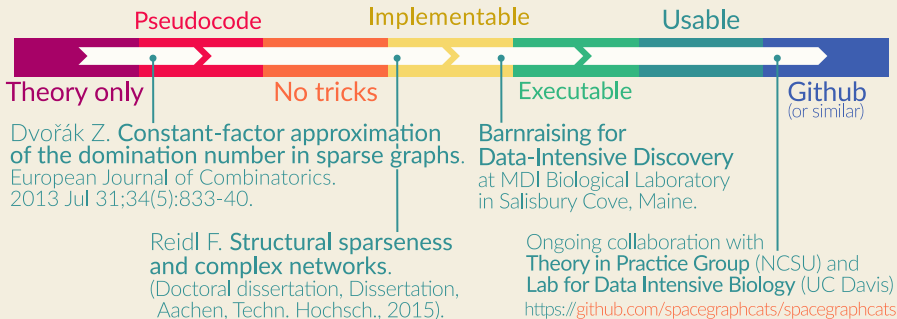 Pseudocode
Implementable
Usable
Theory only
No tricks
Executable
Github
(or similar)
Dvořák Z. Constant-factor approximation
of the domination number in sparse graphs.
European Journal of Combinatorics.
2013 Jul 31;34(5):833-40.
Barnraising for
Data-Intensive Discovery
at MDI Biological Laboratory
in Salisbury Cove, Maine.
Reidl F. Structural sparseness
and complex networks.
(Doctoral dissertation, Dissertation,
Aachen, Techn. Hochsch., 2015).
Ongoing collaboration with
Theory in Practice Group (NCSU) and
Lab for Data Intensive Biology (UC Davis)
https://github.com/spacegraphcats/spacegraphcats